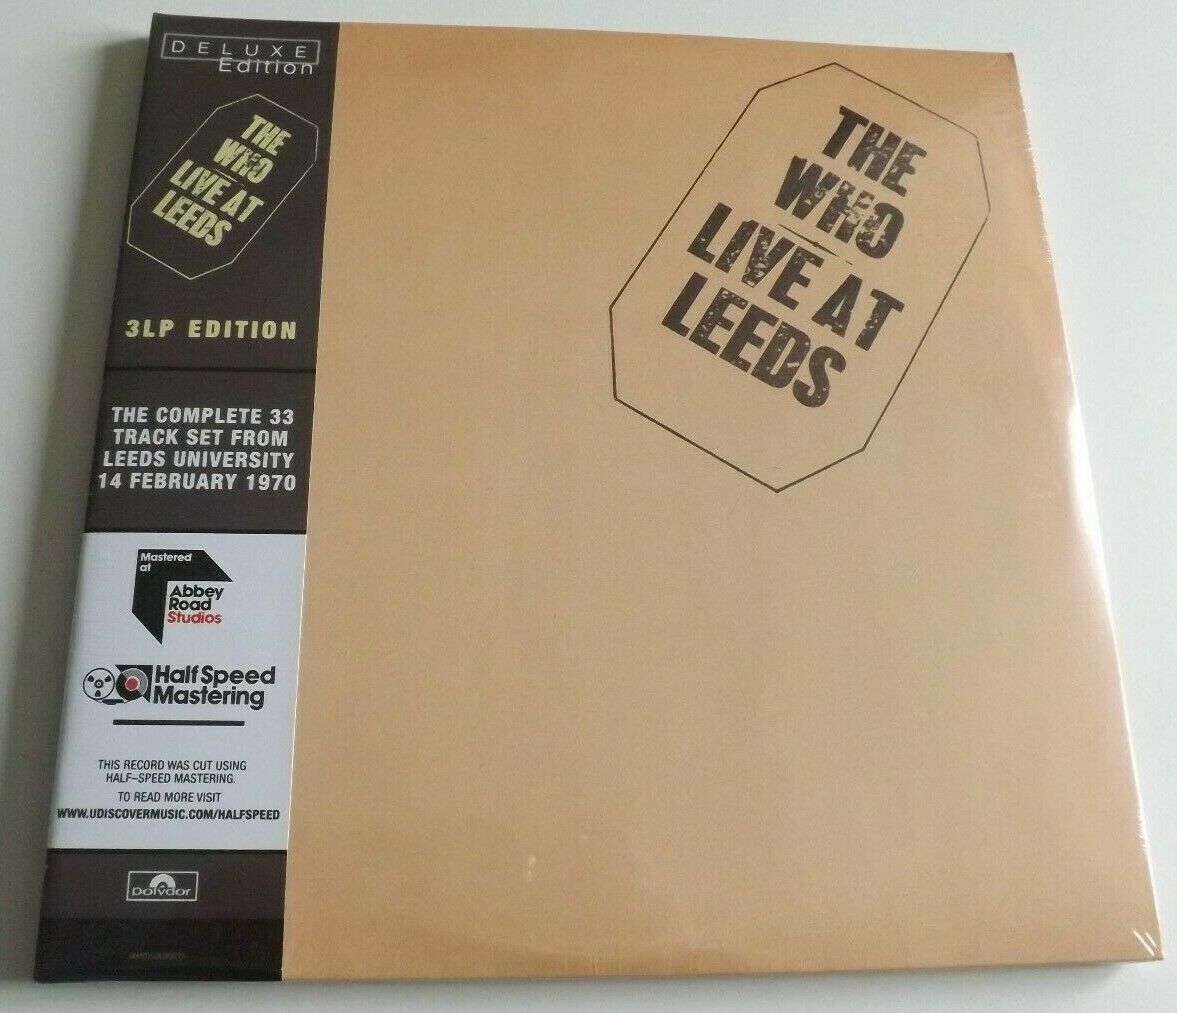 DELUXE
Edition
THE
WHO
LIVE AT
LEEDS
3LP EDITION
THE COMPLETE 33
TRACK SET FROM
LEEDS UNIVERSITY
14 FEBRUARY 1970
Mastered
at
Abbey
Road
Studios
Half Speed
Mastering
THIS RECORD WAS CUT USING
HALF-SPEED MASTERING.
TO READ MORE VISIT
WWW.UDISCOVERMUSIC.COM/HALFSPEED
polydor
THE
WHO
LIVE AT
LEEDS